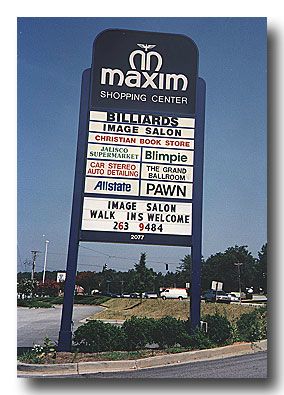 maxim
SHOPPING CENTER
BILLIARDS
IMAGE SALON
CHRISTIAN BOOK STORE
JALISCO
SUPERMARKET
Blimpie
CAR STEREO
AUTO DETAILING
THE GRAND
BALLROOM
Allstate
PAWN
IMAGE SALON
WALK INS WELCOME
263 9484
2077